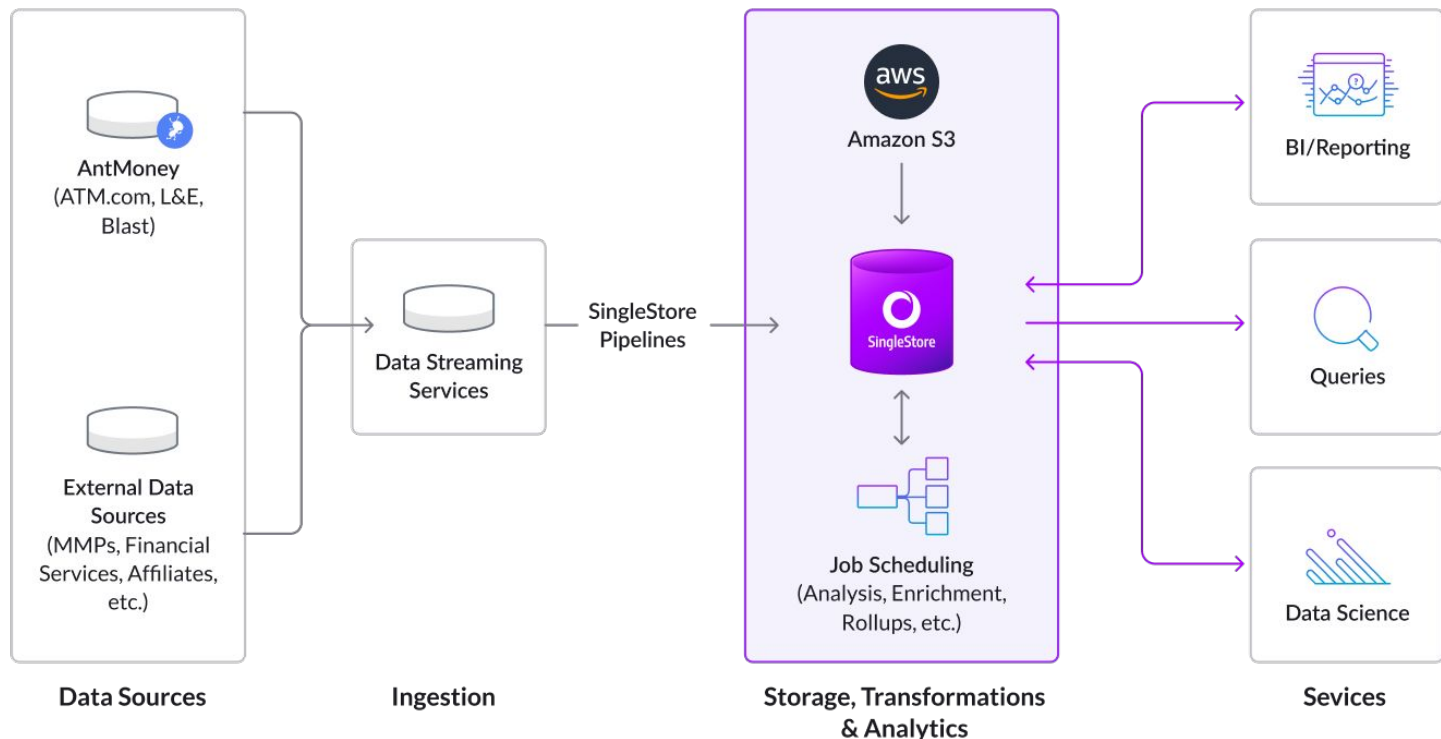 AntMoney
(ATM.com, L&E,
Blast)
External Data
Sources
(MMPs, Financial
Services, Affiliates,
etc.)
Data Sources
Data Streaming
Services
Ingestion
SingleStore
Pipelines
aws
Amazon S3
SingleStore
Job Scheduling
(Analysis, Enrichment,
Rollups, etc.)
Storage, Transformations
& Analytics
?
BI/Reporting
Queries
Data Science
Sevices